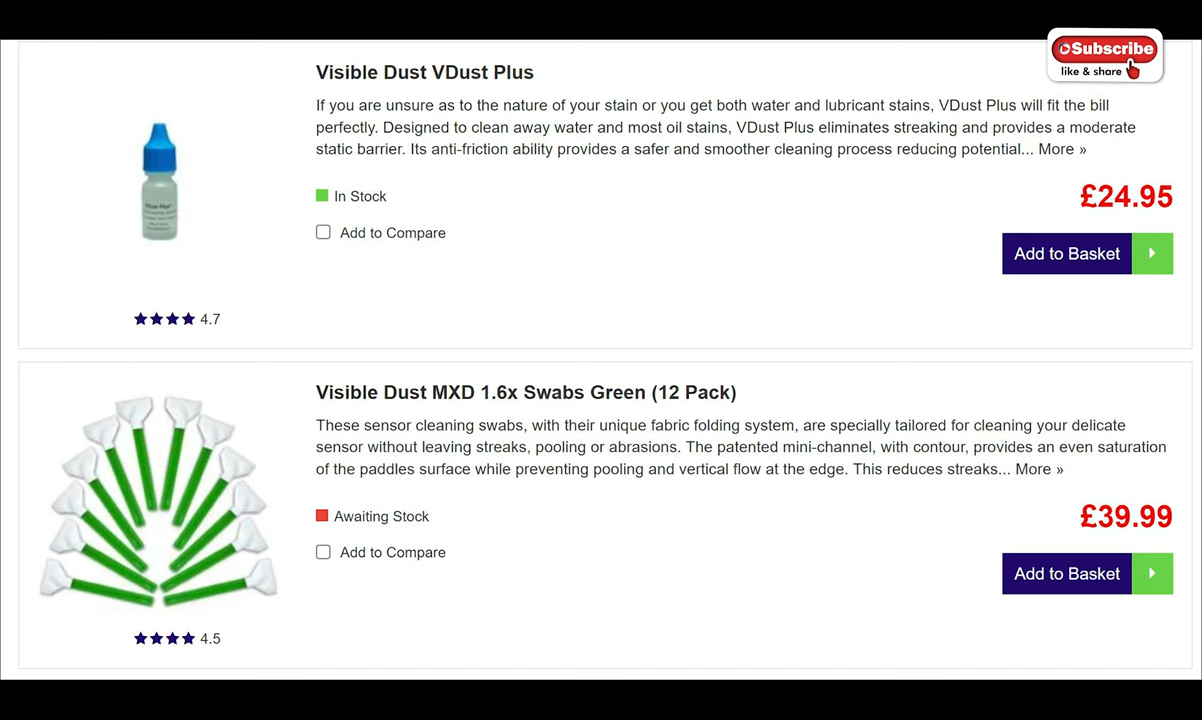 Subscribe
like & share
Visible Dust VDust Plus
If you are unsure as to the nature of your stain or you get both water and lubricant stains, VDust Plus will fit the bill
perfectly. Designed to clean away water and most oil stains, VDust Plus eliminates streaking and provides a moderate
static barrier. Its anti-friction ability provides a safer and smoother cleaning process reducing potential... More »
In Stock
£24.95
Add to Compare
Add to Basket
4.7
Visible Dust MXD 1.6x Swabs Green (12 Pack)
These sensor cleaning swabs, with their unique fabric folding system, are specially tailored for cleaning your delicate
sensor without leaving streaks, pooling or abrasions. The patented mini-channel, with contour, provides an even saturation
of the paddles surface while preventing pooling and vertical flow at the edge. This reduces streaks... More »
Awaiting Stock
£39.99
Add to Compare
Add to Basket
4.5